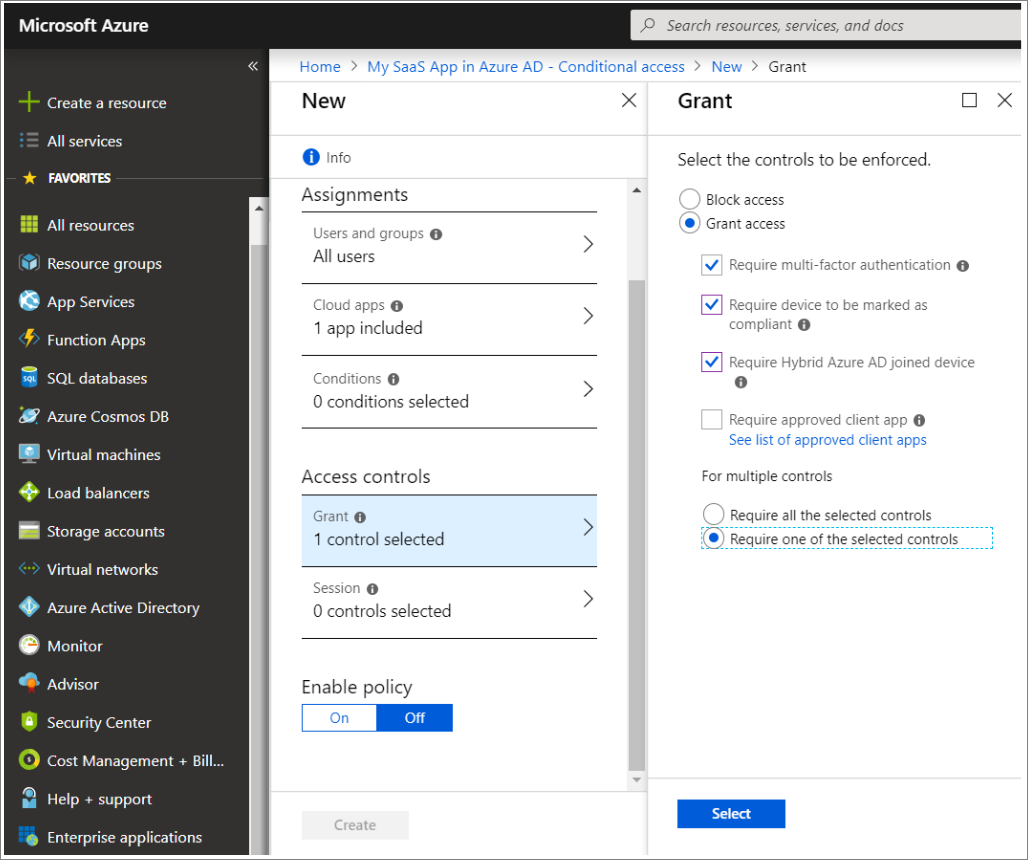 Microsoft Azure
Search resources, services, and docs
«
Home > My SaaS App in Azure AD - Conditional access > New > Grant
Create a resource
All services
FAVORITES
All resources
Resource groups
App Services
Function Apps
SQL databases
Azure Cosmos DB
Virtual machines
Load balancers
Storage accounts
Virtual networks
Azure Active Directory
Monitor
Advisor
Security Center
Cost Management + Bill...
Help + support
Enterprise applications
New
Info
Assignments
Users and groups
All users
Cloud apps
1 app included
Conditions
0 conditions selected
Access controls
Grant
1 control selected
Session
0 controls selected
Enable policy
On Off
Create
Grant
Select the controls to be enforced.
Block access
Grant access
Require multi-factor authentication
Require device to be marked as
compliant
Require Hybrid Azure AD joined device
Require approved client app
See list of approved client apps
For multiple controls
Require all the selected controls
Require one of the selected controls
Select